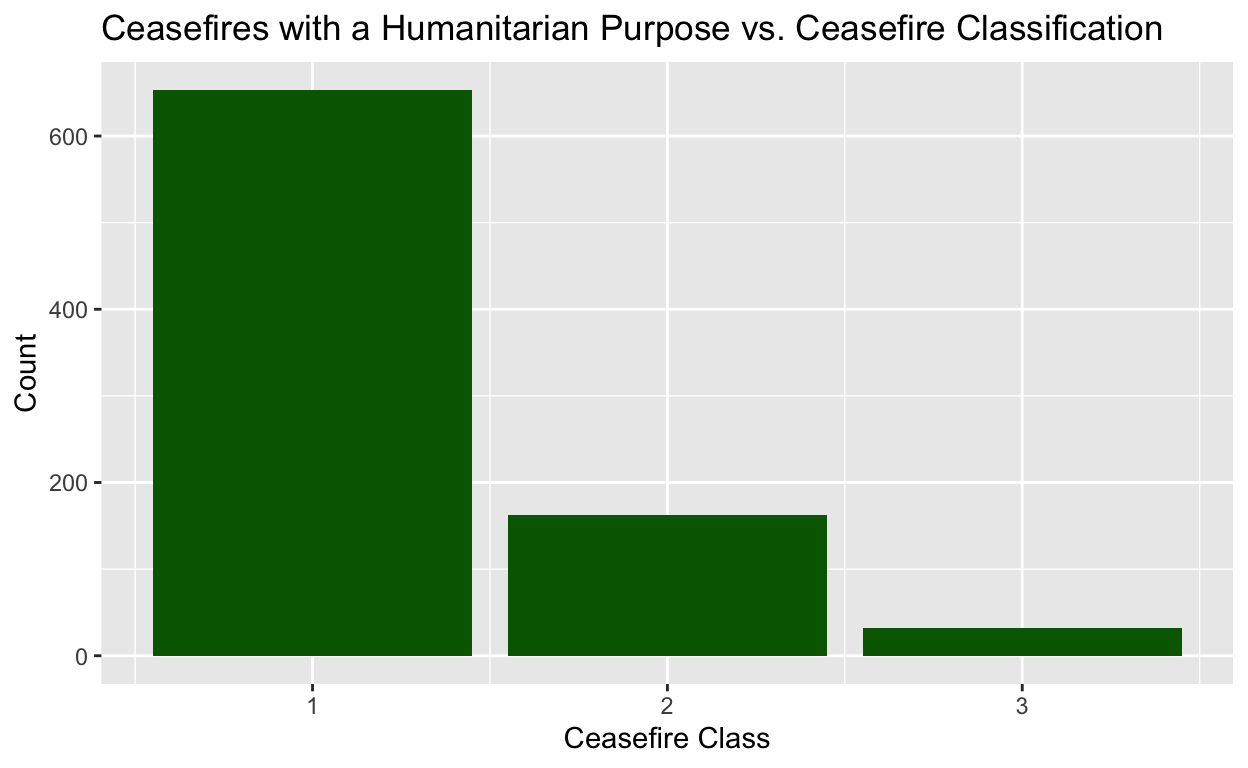 Ceasefires with a Humanitarian Purpose vs. Ceasefire Classification
600
400
200
0
Count
1 2 3
Ceasefire Class